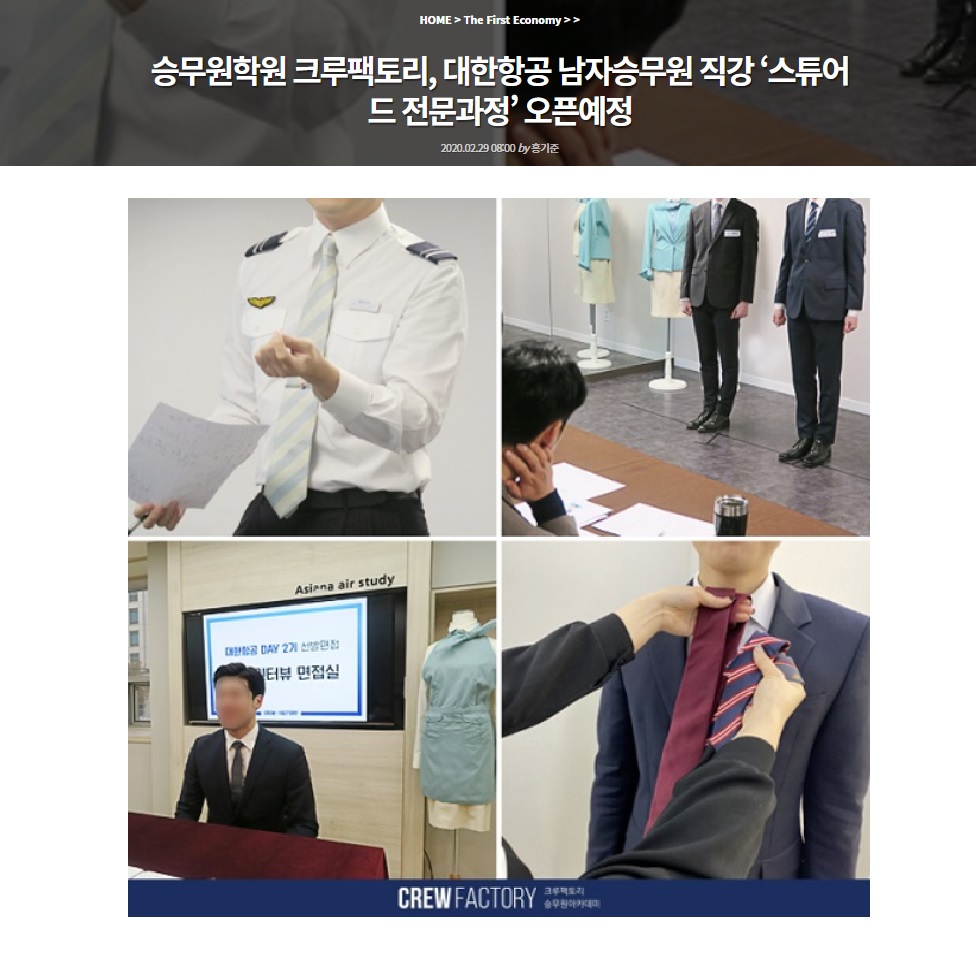 HOME > The First Economy > >
승무원학원 크루팩토리, 대한항공 남자승무원 직강 ‘스튜어
드 전문과정’ 오픈예정
2020.02.29 08:00 by 홍기준
Asiana air study
대한항공 DAY 2기 선발면접
터뷰 면접실
CREW FACTORY
CREW FACTORY
크루팩토리
승무원아카데미